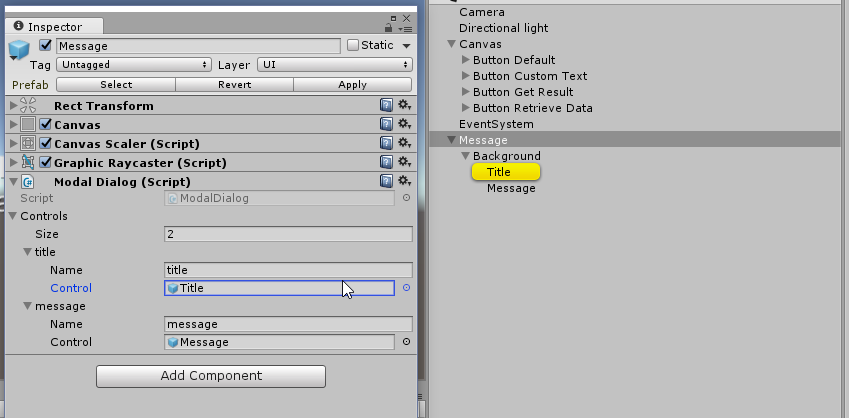 Inspector
Message
Static
Tag Untagged Layer UI
Prefab Select Revert Apply
Rect Transform
Canvas
Canvas Scaler (Script)
Graphic Raycaster (Script)
Modal Dialog (Script)
Script ModalDialog
Controls
Size 2
title
Name title
Control Title
message
Name message
Control Message
Add Component
Camera
Directional light
Canvas
Button Default
Button Custom Text
Button Get Result
Button Retrieve Data
EventSystem
Message
Background
Title
Message